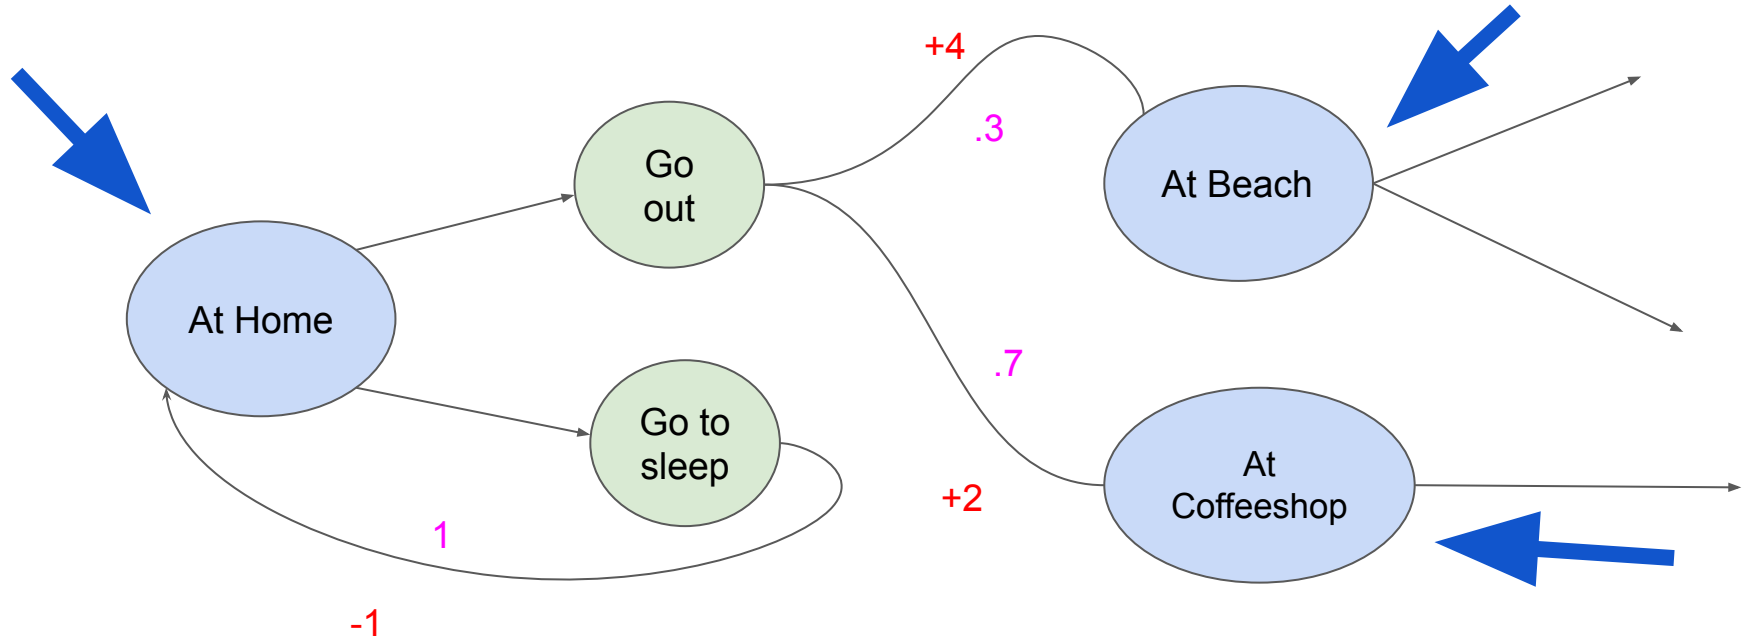 +4
.3
Go
out
At Beach
At Home
.7
Go to
sleep
At
Coffeeshop
+2
1
-1